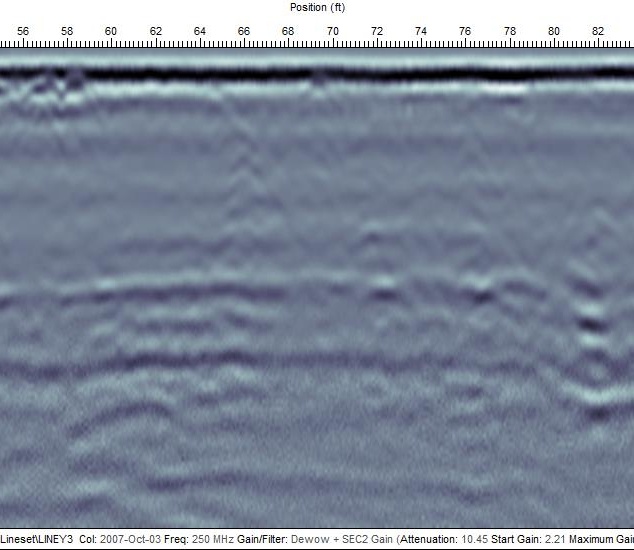 Position (ft)
56 58 60 62 64 66 68 70 72 74 76 78 80 82
Lineset\LINEY3 Col: 2007-Oct-03 Freq: 250 MHz Gain/Filter: Dewow + SEC2 Gain (Attenuation: 10.45 Start Gain: 2.21 Maximum Gai